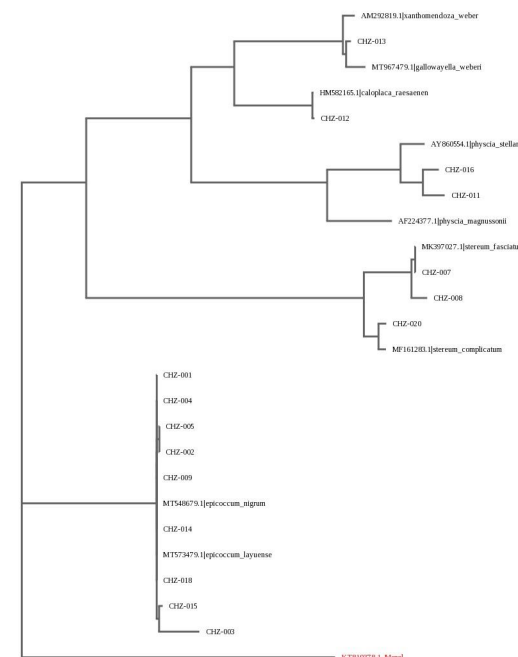 AM292819.1|xanthomendoza_weber
CHZ-013
MT967479.1|gallowayella_weberi
HM582165.1|caloplaca_raesaenen
CHZ-012
AY860554.1|physcia_stellar
CHZ-016
CHZ-011
AF224377.1|physcia_magnussonii
MK397027.1|stereum_fasciatu
CHZ-007
CHZ-008
CHZ-020
MF161283.1|stereum_complicatum
CHZ-001
CHZ-004
CHZ-005
CHZ-002
CHZ-009
MT548679.1|epicoccum_nigrum
CHZ-014
MT573479.1|epicoccum_layuense
CHZ-018
CHZ-015
CHZ-003